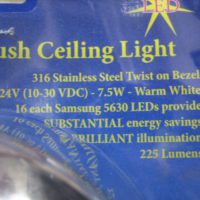 LED
ush Ceiling Light
316 Stainless Steel Twist on Bezel
24V (10-30 VDC) - 7.5W - Warm White
16 each Samsung 5630 LEDs provide
SUBSTANTIAL energy savings
BRILLIANT illumination
225 Lumens